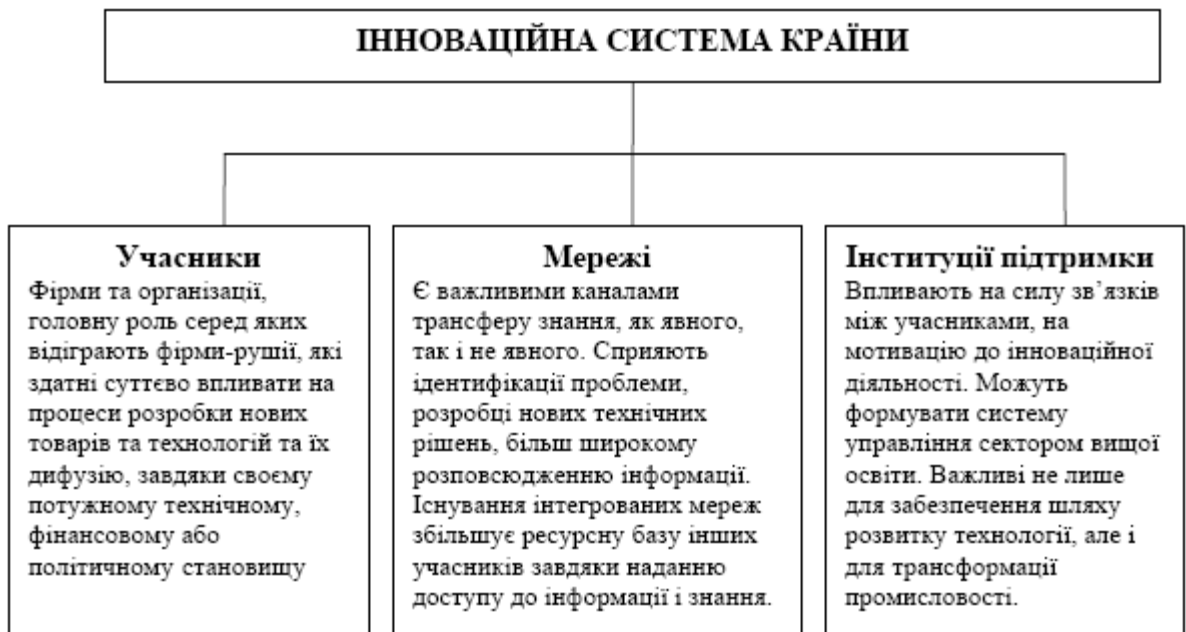 ІННОВАЦІЙНА СИСТЕМА КРАЇНИ
Учасники
Фірми та організації,
головну роль серед яких
відіграють фірми-рушії, які
здатні суттєво впливати на
процеси розробки нових
товарів та технологій та їх
дифузію, завдяки своєму
потужному технічному,
фінансовому або
політичному становищу
Мережі
Є важливими каналами
трансферу знання, як явного,
так і не явного. Сприяють
ідентифікації проблеми,
розробці нових технічних
рішень, більш широкому
розповсюдженню інформації.
Існування інтегрованих мереж
збільшує ресурсну базу інших
учасників завдяки наданню
доступу до інформації і знання.
Інституції підтримки
Впливають на силу зв’язків
між учасниками, на
мотивацію до інноваційної
діяльності. Можуть
формувати систему
управління сектором вищої
освіти. Важливі не лише
для забезпечення шляху
розвитку технології, але і
для трансформації
промисловості.